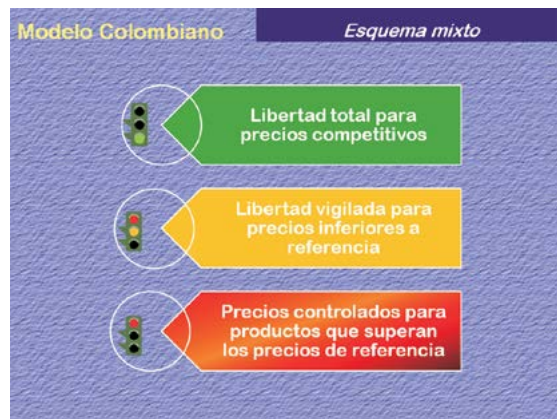 Modelo Colombiano
Esquema mixto
Libertad total para
precios competitivos
Libertad vigilada para
precios inferiores a
referencia
Precios controlados para
productos que superan
los precios de referencia